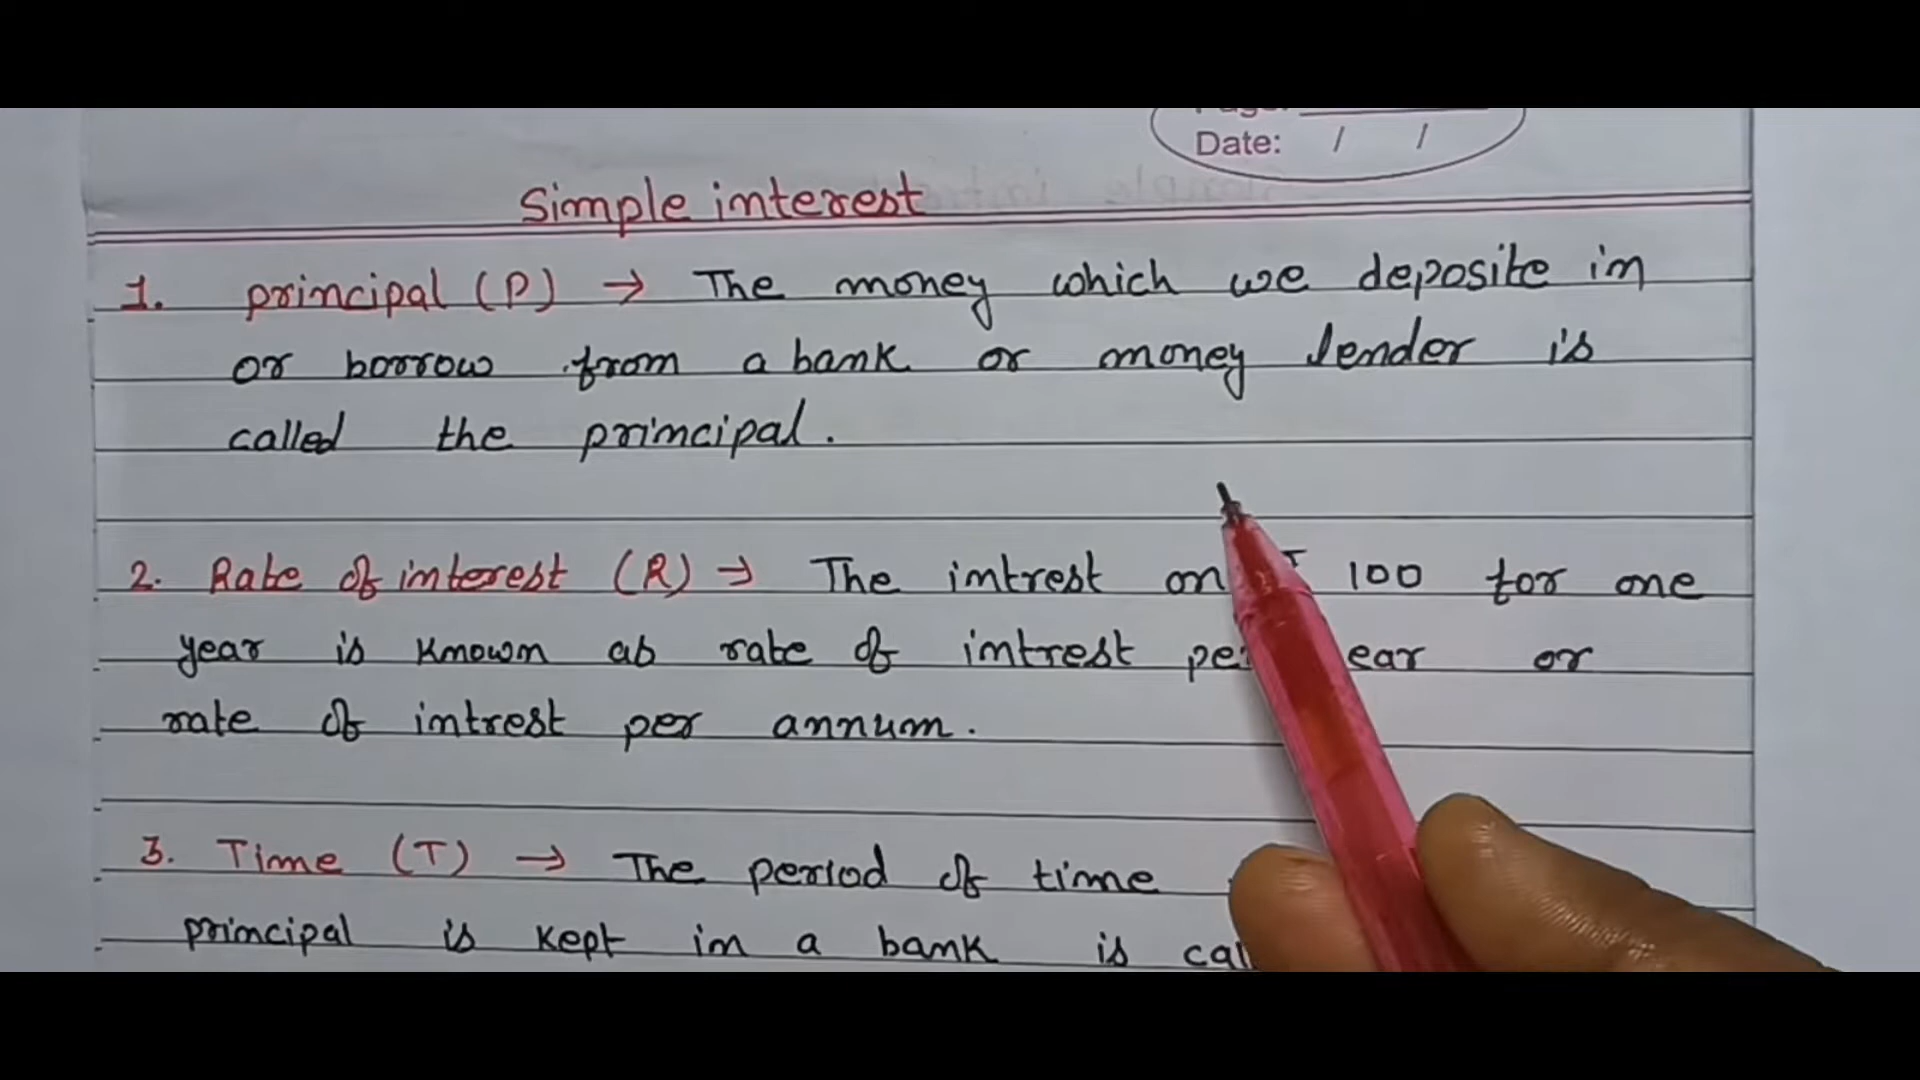 Date: / /
Simple interest
1. principal (P) → The money which we deposite in
or borrow from a bank or money lender is
called the principal.
2. Rate of interest (R) → The intrest on 100 for one
year is known as rate of intrest or
rate of intrest per annum.
3. Time (T) → The period of time
principal is kept in a bank is